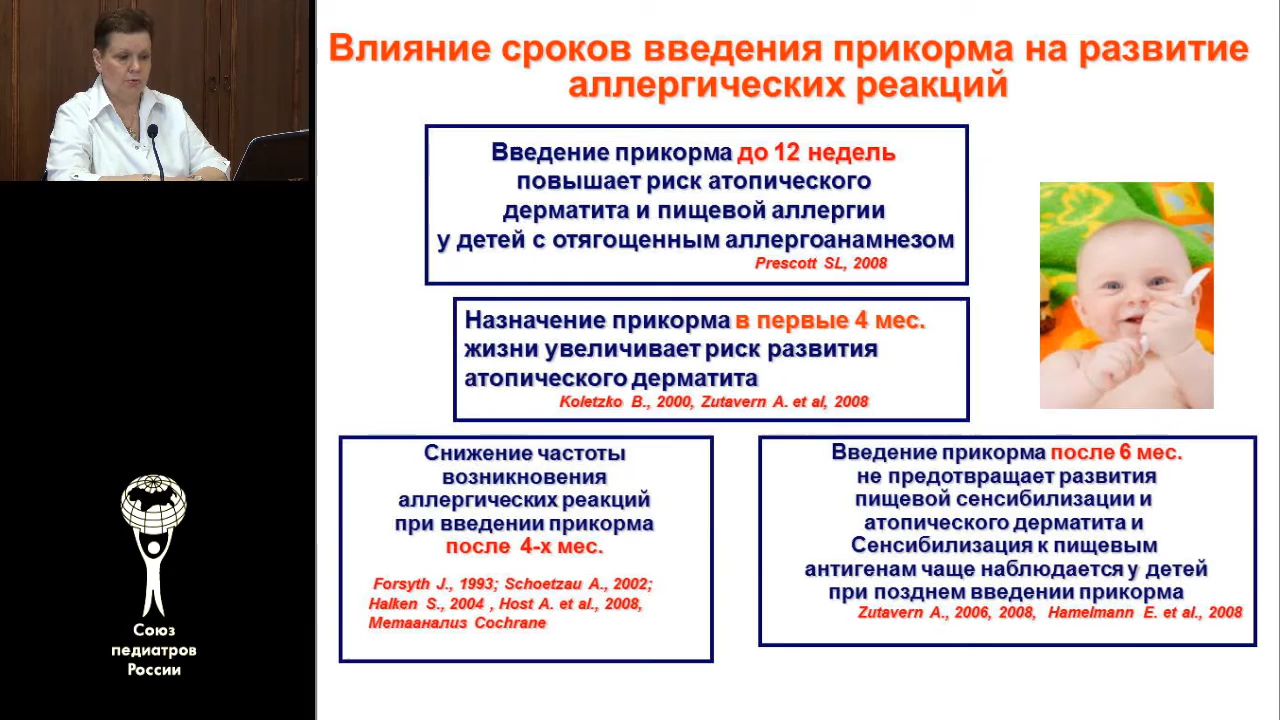 Влияние сроков введения прикорма на развитие
аллергических реакций
Введение прикорма до 12 недель
повышает риск атопического
дерматита и пищевой аллергии
у детей с отягощенным аллергоанамнезом
Prescott SL, 2008
Назначение прикорма в первые 4 мес.
жизни увеличивает риск развития
атопического дерматита
Koletzko B., 2000, Zutavern A. et al, 2008
Снижение частоты
возникновения
аллергических реакций
при введении прикорма
после 4-х мес.
Forsyth J., 1993; Schoetzau A., 2002;
Halken S., 2004 , Host A. et al., 2008,
Метаанализ Cochrane
Введение прикорма после 6 мес.
не предотвращает развития
пищевой сенсибилизации и
атопического дерматита и
Сенсибилизация к пищевым
антигенам чаще наблюдается у детей
при позднем введении прикорма
Zutavern A., 2006, 2008, Hamelmann E. et al., 2008
Союз
педиатров
России